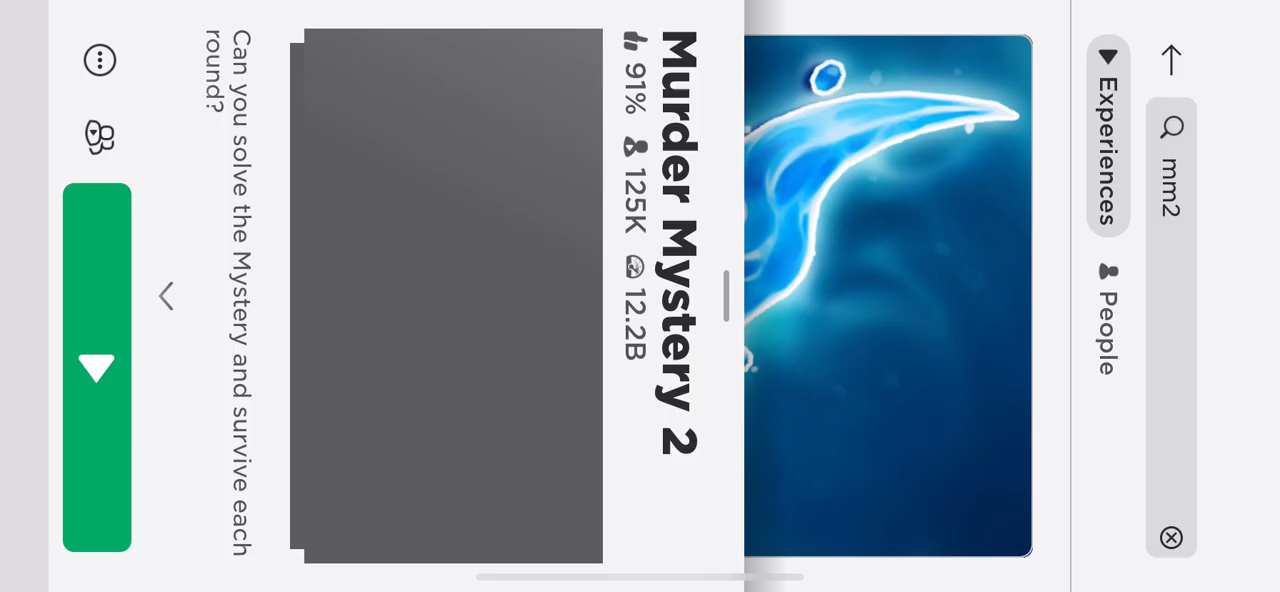 mm2
Experiences People
Murder Mystery 2
91% 125K 12.2B
Can you solve the Mystery and survive each
round?